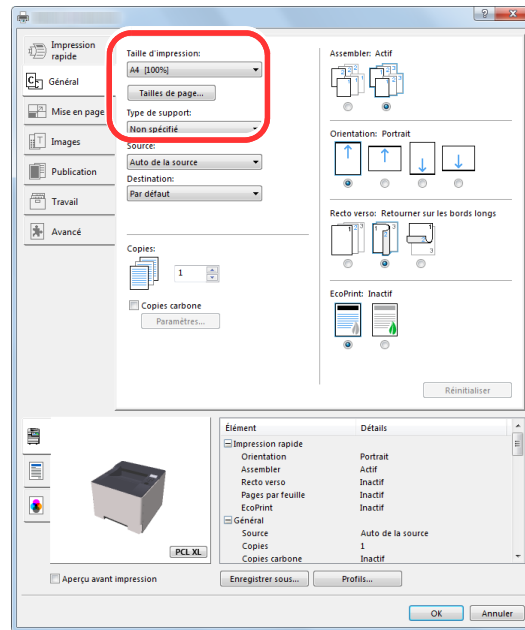 Impression
rapide
Général
Mise en page
Images
Publication
Travail
Avancé
Taille d'impression:
A4 [100%]
Tailles de page...
Type de support:
Non spécifié
Source:
Auto de la source
Destination:
Par défaut
Copies:
1
Copies carbone
Paramètres...
Assembler: Actif
Orientation: Portrait
Recto verso: Retourner sur les bords longs
EcoPrint: Inactif
Réinitialiser
PCL XL
Aperçu avant impression
Élément Détails
Impression rapide
Orientation Portrait
Assembler Actif
Recto verso Inactif
Pages par feuille Inactif
EcoPrint Inactif
Général
Source Auto de la source
Copies 1
Copies carbone Inactif
Enregistrer sous... Profils...
OK Annuler